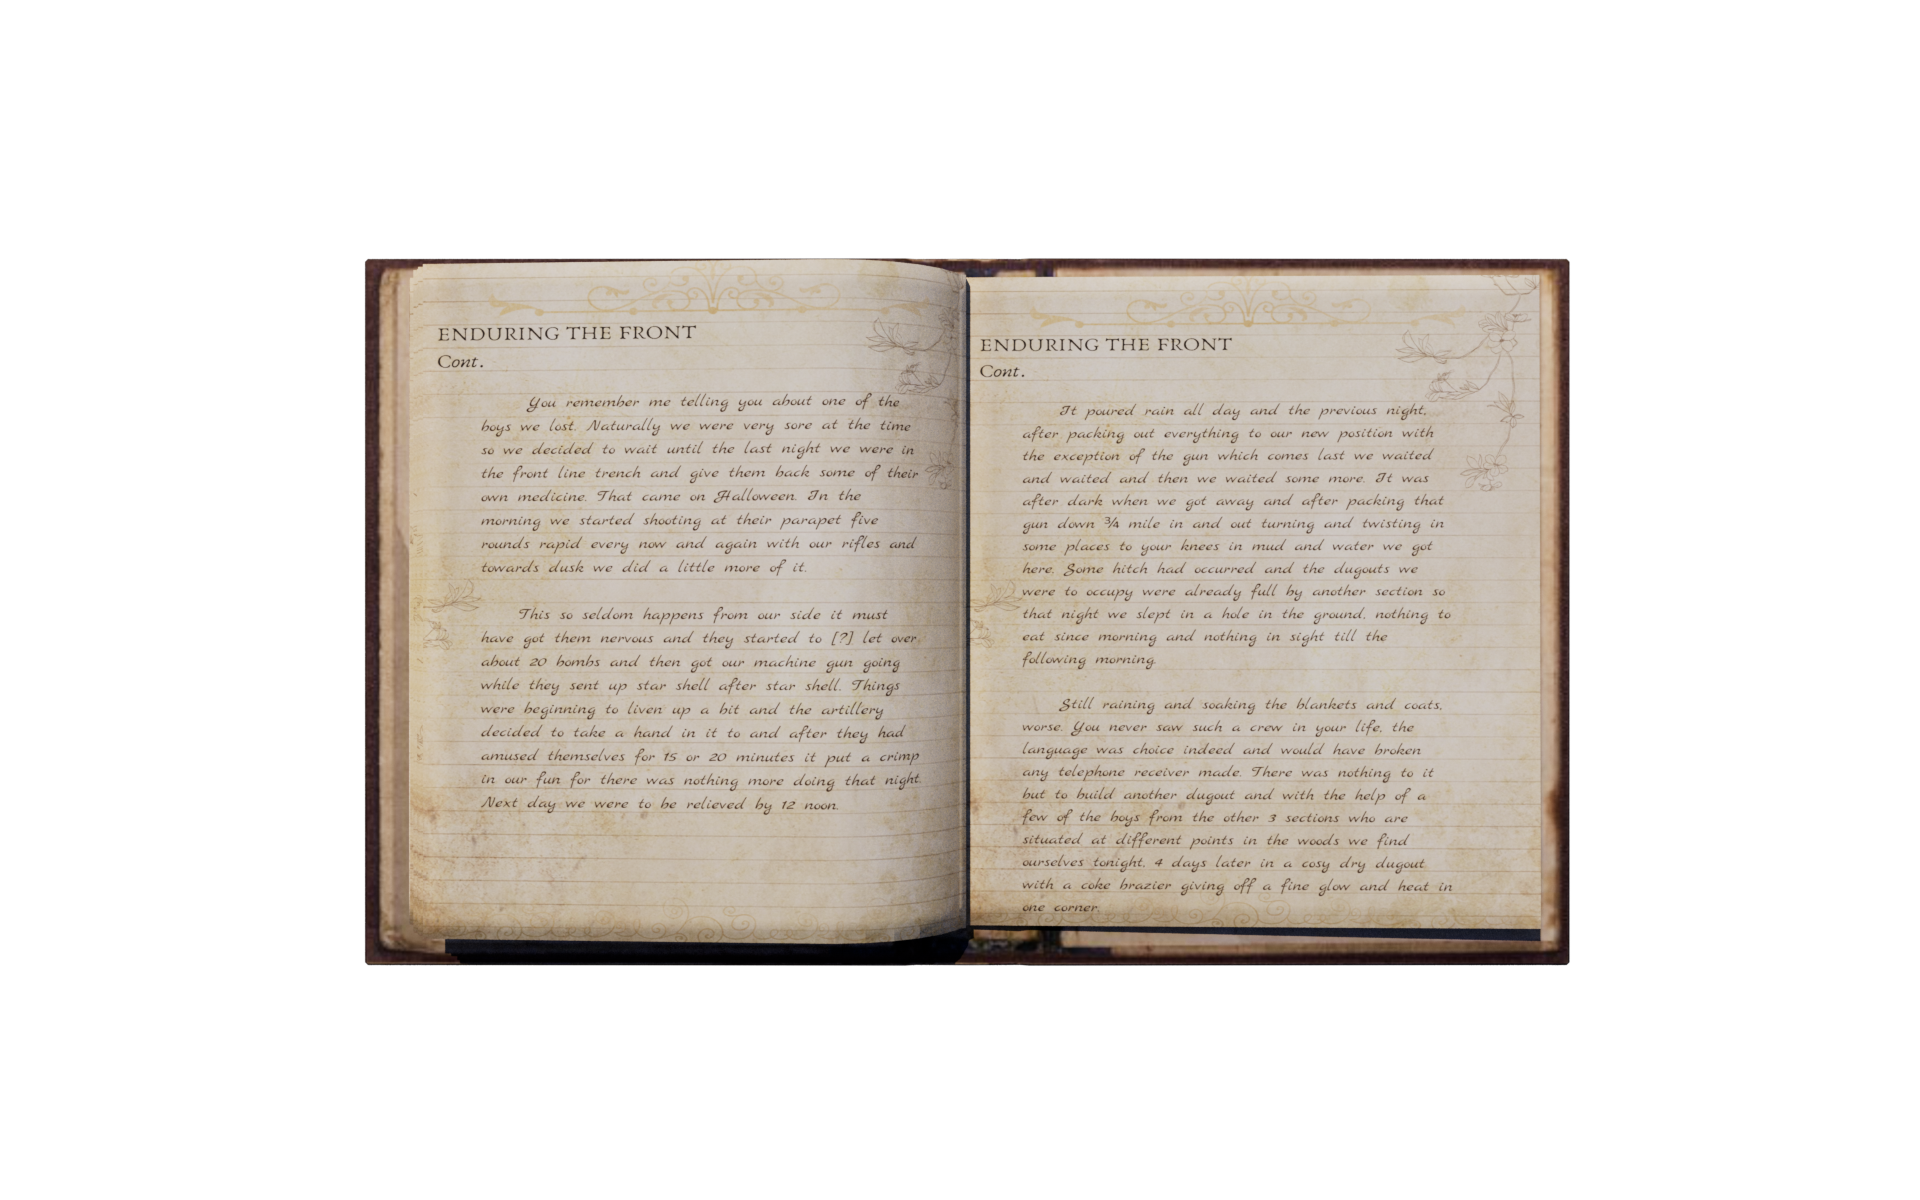 ENDURING THE FRONT
Cont.
You remember me telling you about one of the
boys we lost. Naturally we were very sore at the time
so we decided to wait until the last night we were in
the front line trench and give them back some of their
own medicine. That came on Halloween. In the
morning we started shooting at their parapet five
rounds rapid every now and again with our rifles and
towards dusk we did a little more of it.
This so seldom happens from our side it must
have got them nervous and they started to [?] let over
about 20 bombs and then got our machine gun going
while they sent up star shell after star shell. Things
were beginning to liven up a bit and the artillery
decided to take a hand in it to and after they had
amused themselves for 15 or 20 minutes it put a crimp
in our fun for there was nothing more doing that night.
Next day we were to be relieved by 12 noon.
ENDURING THE FRONT
Cont.
It poured rain all day and the previous night,
after packing out everything to our new position with
the exception of the gun which comes last we waited
and waited and then we waited some more. It was
after dark when we got away and after packing that
gun down ¾ mile in and out turning and twisting in
some places to your knees in mud and water we got
here. Some hitch had occurred and the dugouts we
were to occupy were already full by another section so
that night we slept in a hole in the ground, nothing to
eat since morning and nothing in sight till the
following morning.
Still raining and soaking the blankets and coats,
worse. You never saw such a crew in your life, the
language was choice indeed and would have broken
any telephone receiver made. There was nothing to it
but to build another dugout and with the help of a
few of the boys from the other 3 sections who are
situated at different points in the woods we find
ourselves tonight, 4 days later in a cosy dry dugout
with a coke brazier giving off a fine glow and heat in
one corner.